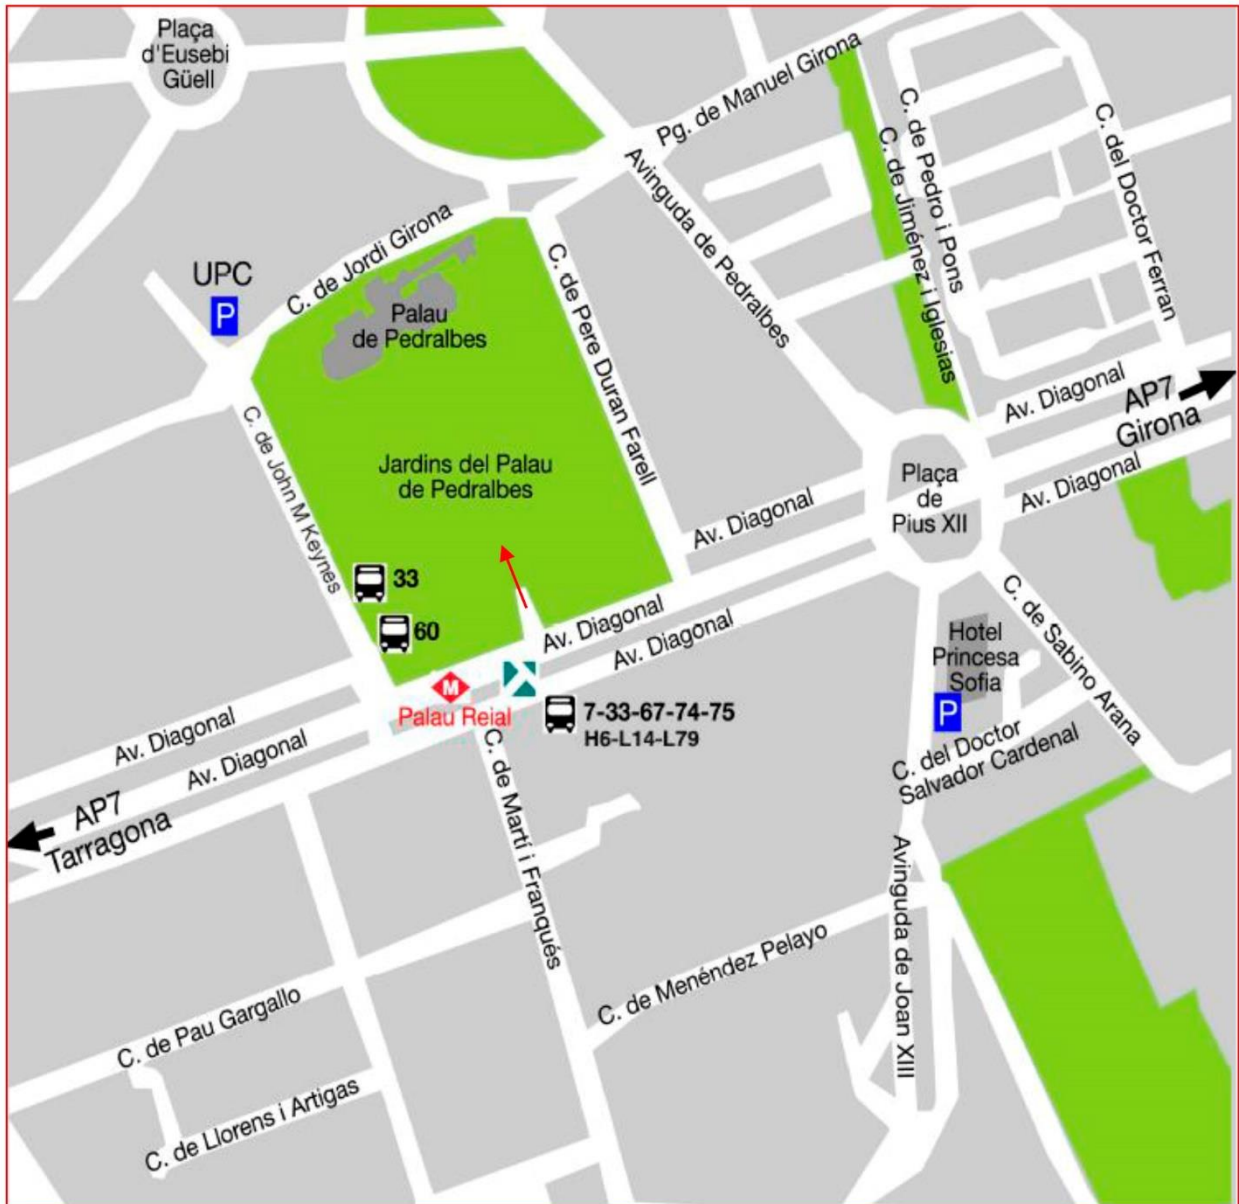 Plaça
d'Eusebi
Güell
Pg. de Manuel Girona
C. de Pedro i Pons
C. de Jiménez i Iglesias
C. del Doctor Ferran
Avinguda de Pedralbes
C. de Jordi Girona
UPC
P
Palau
de Pedralbes
C. de Pere Duran Farell
Av. Diagonal
AP7
Girona
C. de John M Keynes
Jardins del Palau
de Pedralbes
Plaça
de
Pius XII
Av. Diagonal
Av. Diagonal
33
60
Av. Diagonal
Av. Diagonal
C. de Sabino Arana
Hotel
Princesa
Sofia
P
M
Palau Reial
7-33-67-74-75
H6-L14-L79
Av. Diagonal
Av. Diagonal
C. del Doctor
Salvador Cardenal
AP7
Tarragona
C. de Martí i Franqués
Avinguda de Joan XIII
C. de Menéndez Pelayo
C. de Pau Gargallo
C. de Llorens i Artigas